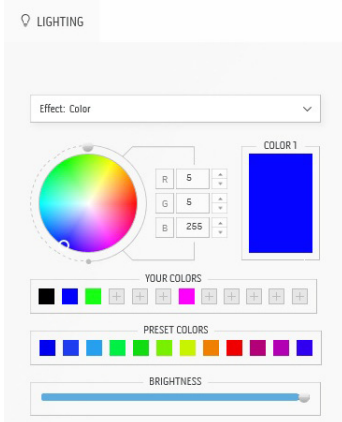 LIGHTING
Effect: Color
COLOR 1
R 5
G 5
B 255
YOUR COLORS
PRESET COLORS
BRIGHTNESS